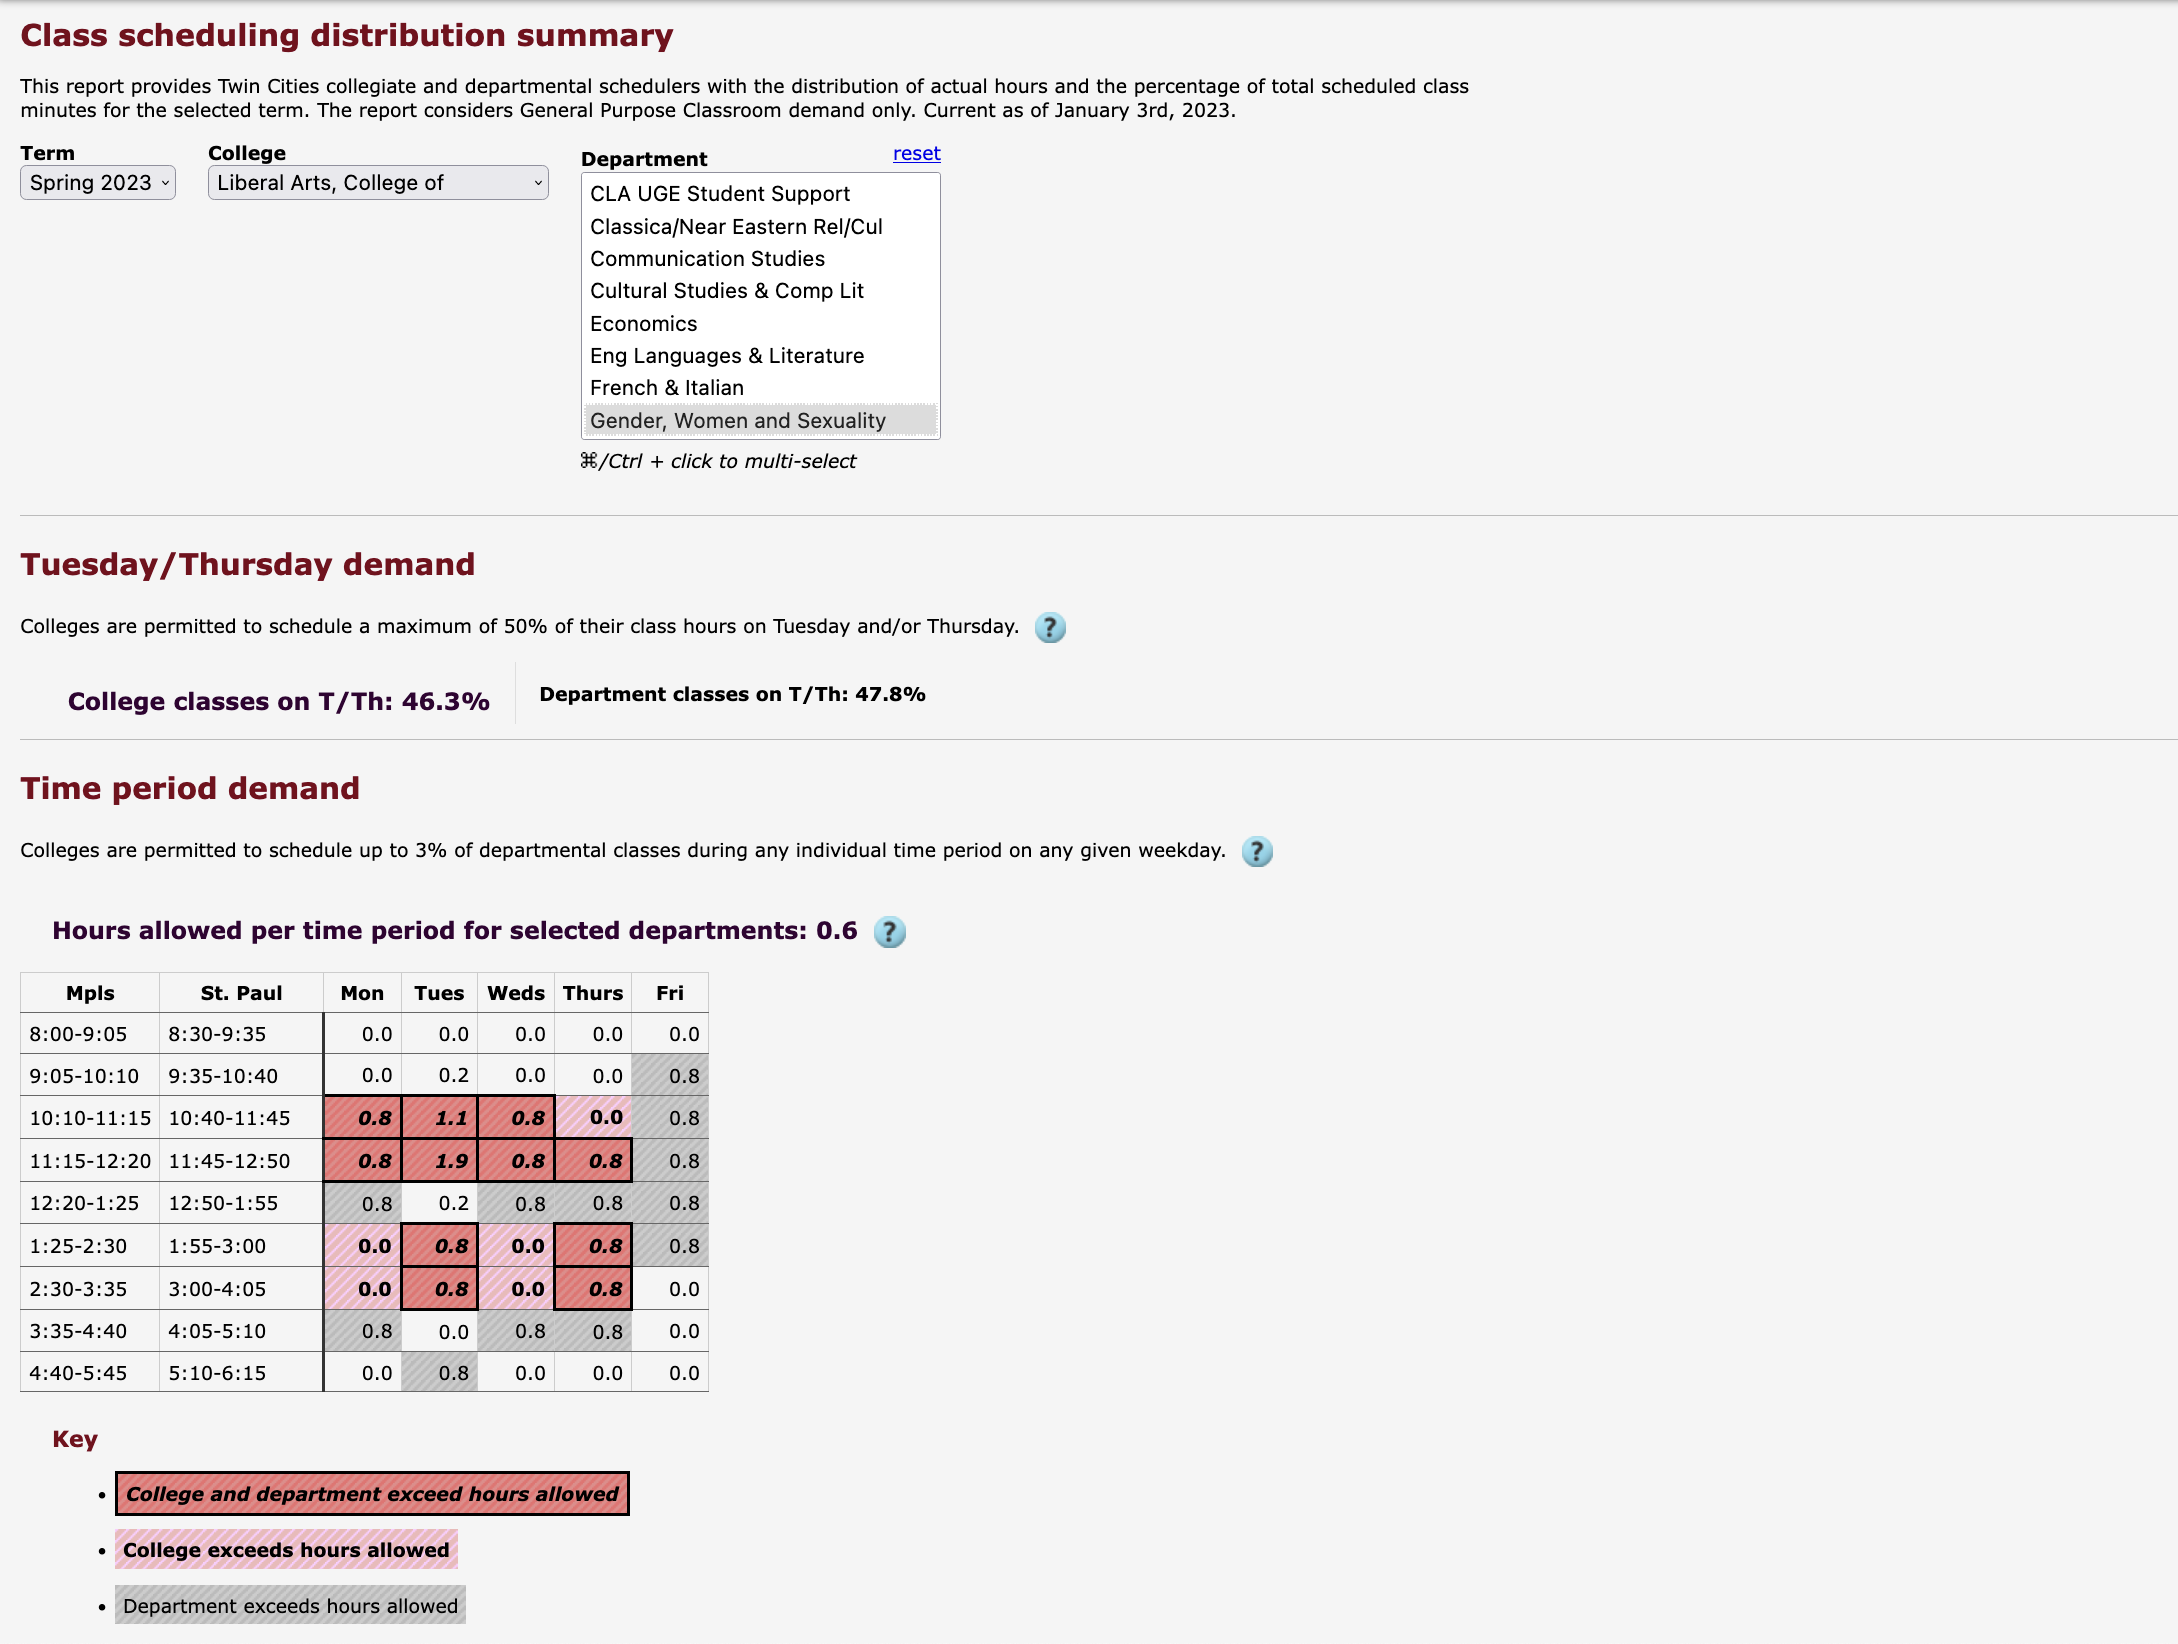 Class scheduling distribution summary
This report provides Twin Cities collegiate and departmental schedulers with the distribution of actual hours and the percentage of total scheduled class
minutes for the selected term. The report considers General Purpose Classroom demand only. Current as of January 3rd, 2023.
Term College Department reset
Spring 2023 Liberal Arts, College of
CLA UGE Student Support
Classica/Near Eastern Rel/Cul
Communication Studies
Cultural Studies & Comp Lit
Economics
Eng Languages & Literature
French & Italian
Gender, Women and Sexuality
⌘/Ctrl + click to multi-select
Tuesday/Thursday demand
Colleges are permitted to schedule a maximum of 50% of their class hours on Tuesday and/or Thursday. ?
College classes on T/Th: 46.3% Department classes on T/Th: 47.8%
Time period demand
Colleges are permitted to schedule up to 3% of departmental classes during any individual time period on any given weekday. ?
Hours allowed per time period for selected departments: 0.6 ?
Mpls St. Paul Mon Tues Weds Thurs Fri
8:00-9:05 8:30-9:35 0.0 0.0 0.0 0.0 0.0
9:05-10:10 9:35-10:40 0.0 0.2 0.0 0.0 0.8
10:10-11:15 10:40-11:45 0.8 1.1 0.8 0.0 0.8
11:15-12:20 11:45-12:50 0.8 1.9 0.8 0.8 0.8
12:20-1:25 12:50-1:55 0.8 0.2 0.8 0.8 0.8
1:25-2:30 1:55-3:00 0.0 0.8 0.0 0.8 0.8
2:30-3:35 3:00-4:05 0.0 0.8 0.0 0.8 0.0
3:35-4:40 4:05-5:10 0.8 0.0 0.8 0.8 0.0
4:40-5:45 5:10-6:15 0.0 0.8 0.0 0.0 0.0
Key
• College and department exceed hours allowed
• College exceeds hours allowed
• Department exceeds hours allowed